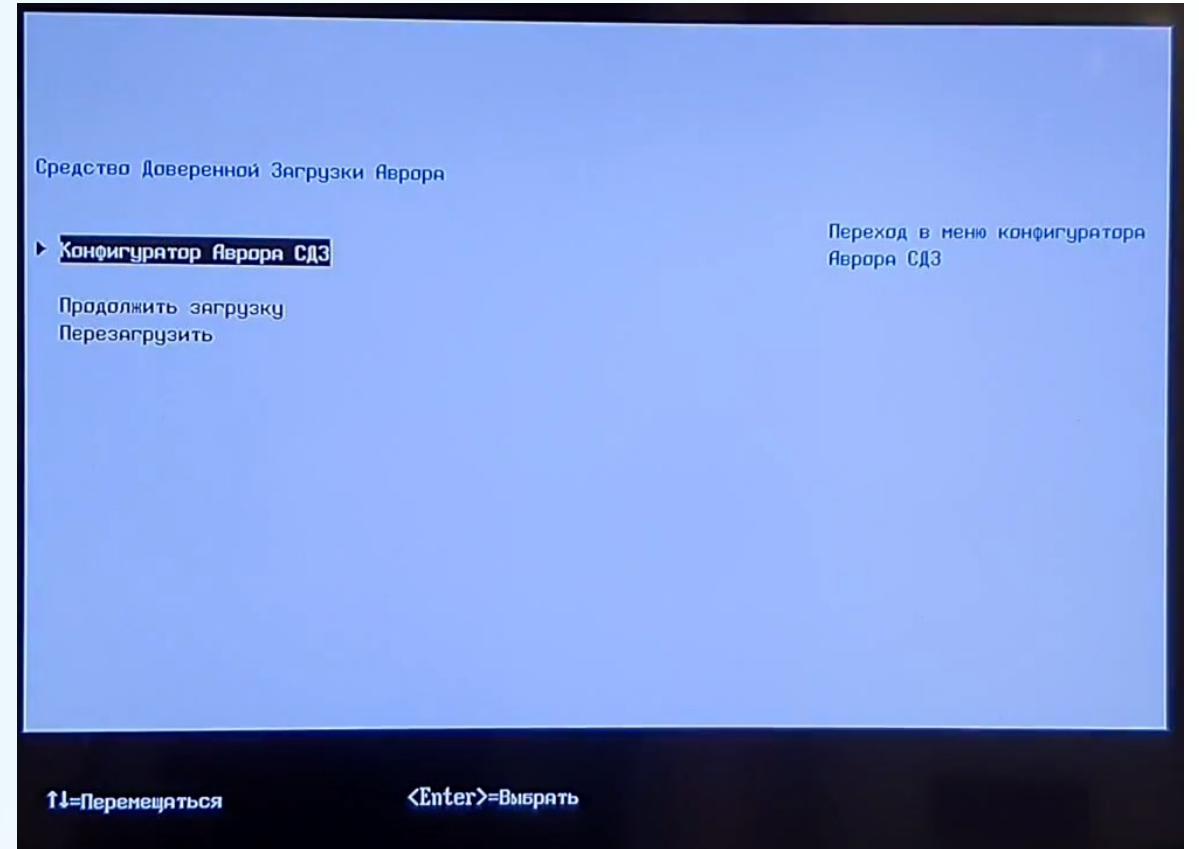 Средство Доверенной Загрузки Аврора
Конфигуратор Аврора СДЗ
Продолжить загрузку
Перезагрузить
Переход в меню конфигуратора
Аврора СДЗ
↑↓=Перемещаться
<Enter>=Выбрать